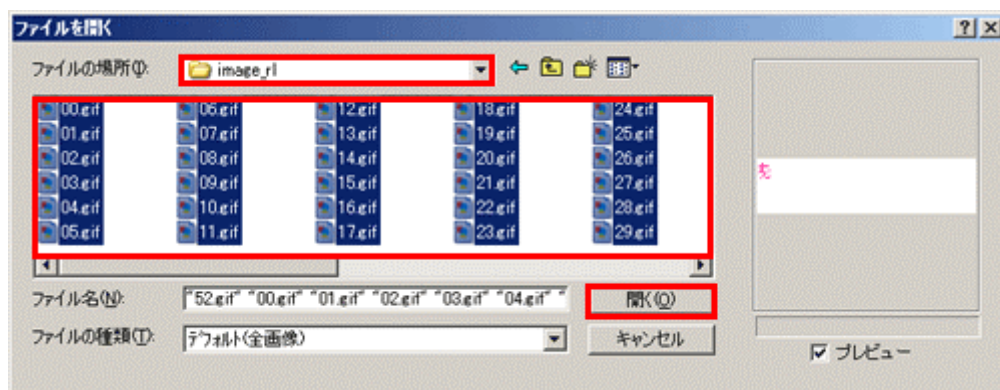 ファイルを開く
ファイルの場所(I):
image_rl
00.gif 06.gif 12.gif 18.gif 24.gif
01.gif 07.gif 13.gif 19.gif 25.gif
02.gif 08.gif 14.gif 20.gif 26.gif
03.gif 09.gif 15.gif 21.gif 27.gif
04.gif 10.gif 16.gif 22.gif 28.gif
05.gif 11.gif 17.gif 23.gif 29.gif
を
ファイル名(N):
"52.gif" "00.gif" "01.gif" "02.gif" "03.gif" "04.gif" "
開く(O)
ファイルの種類(T):
デフォルト(全画像)
キャンセル
プレビュー